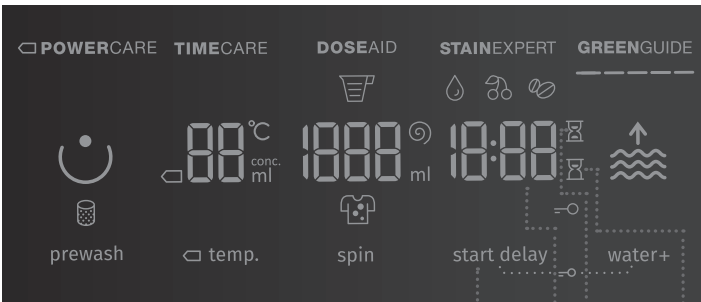 POWERCARE TIMECARE DOSEAID STAINEXPERT GREENGUIDE
88 °C conc. ml 1888 ml 18:88
prewash temp. spin start delay water+